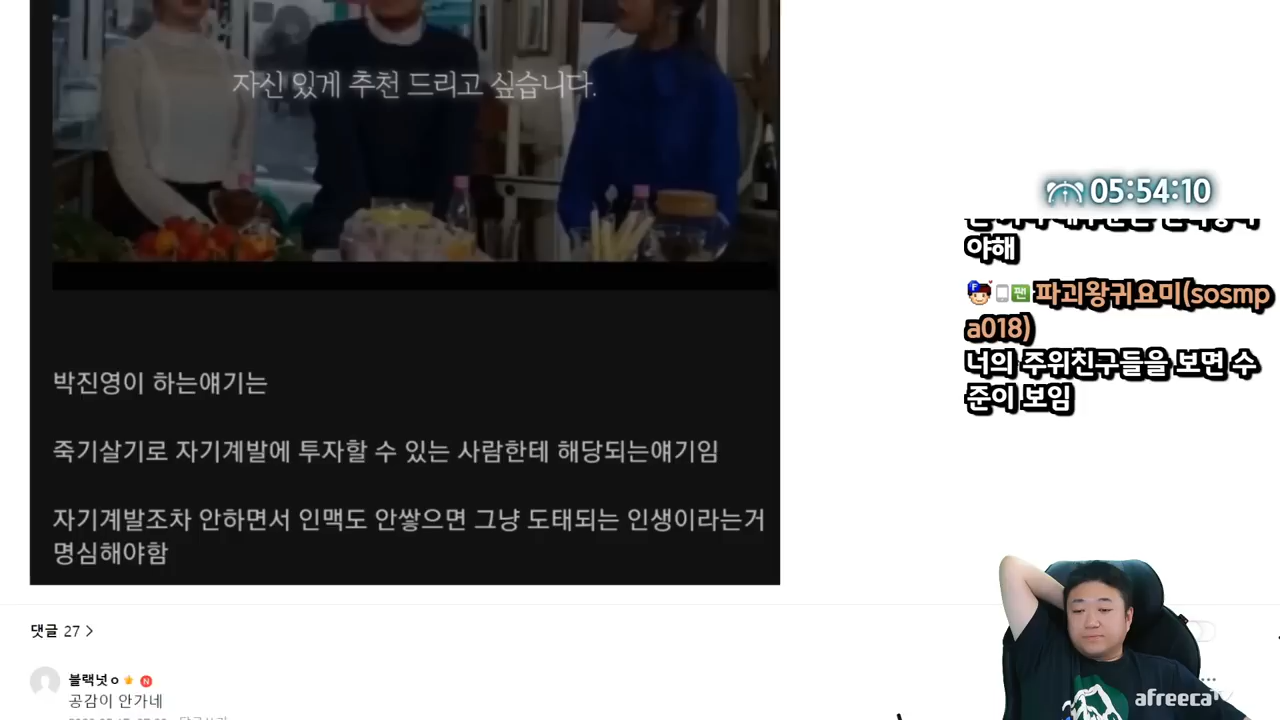 자신 있게 추천 드리고 싶습니다.
박진영이 하는얘기는
죽기살기로 자기계발에 투자할 수 있는 사람한테 해당되는얘기임
자기계발조차 안하면서 인맥도 안쌓으면 그냥 도태되는 인생이라는거
명심해야함
댓글 27 >
블랙넛ㅇ N
공감이 안가네
05:54:10
야해
F 팬 파괴왕귀요미(sosmp
a018)
너의 주위친구들을 보면 수
준이 보임
afreecaTV